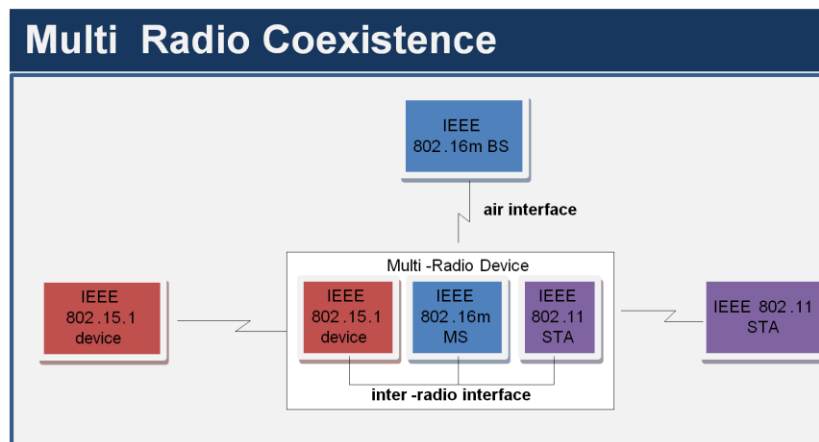 Multi Radio Coexistence
IEEE
802.16m BS
air interface
Multi-Radio Device
IEEE
802.15.1
device
IEEE
802.15.1
device
IEEE
802.16m
MS
IEEE
802.11
STA
IEEE 802.11
STA
inter-radio interface